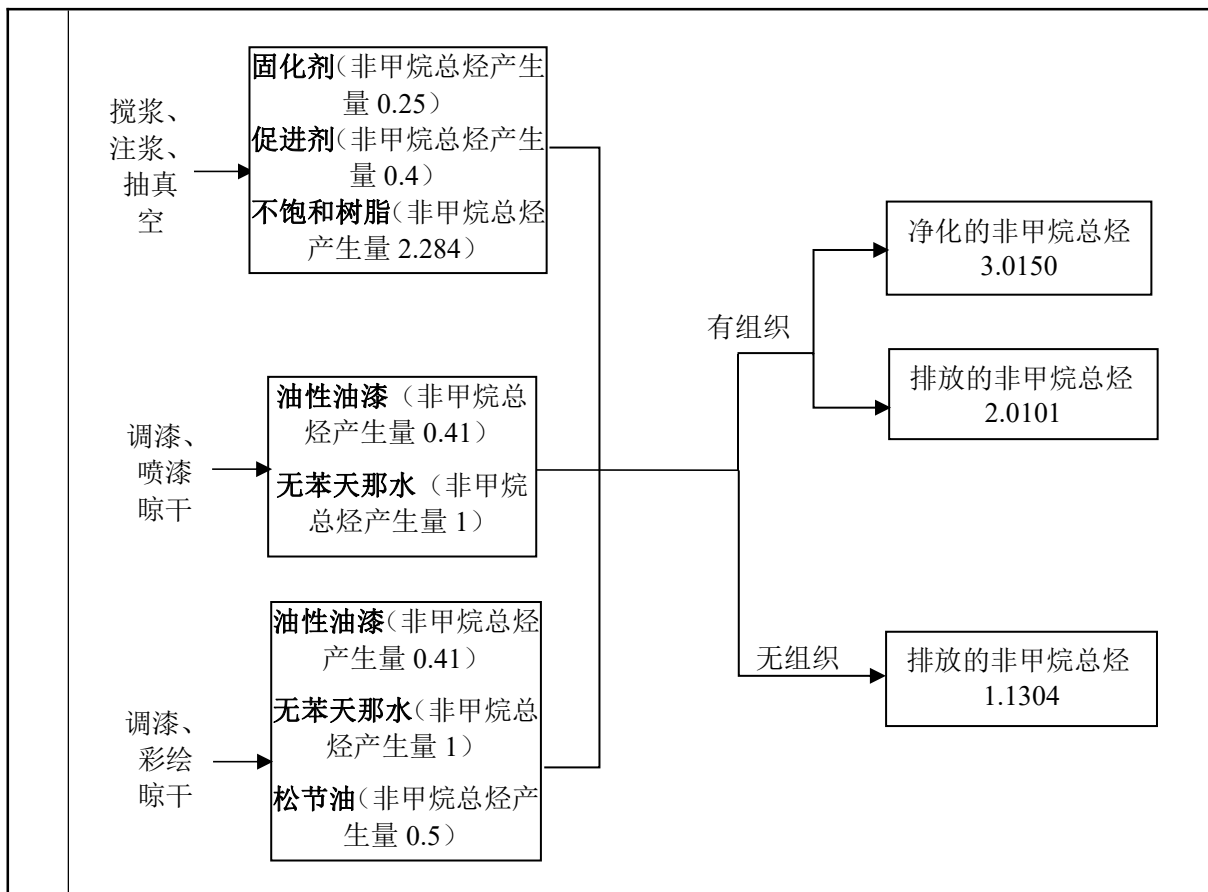 搅浆、
注浆、
抽真
空
固化剂（非甲烷总烃产生
量 0.25）
促进剂（非甲烷总烃产生
量 0.4）
不饱和树脂（非甲烷总烃
产生量 2.284）
调漆、
喷漆
晾干
油性油漆（非甲烷总
烃产生量 0.41）
无苯天那水（非甲烷
总烃产生量 1）
调漆、
彩绘
晾干
油性油漆（非甲烷总烃
产生量 0.41）
无苯天那水（非甲烷总
烃产生量 1）
松节油（非甲烷总烃产
生量 0.5）
有组织
净化的非甲烷总烃
3.0150
排放的非甲烷总烃
2.0101
无组织
排放的非甲烷总烃
1.1304